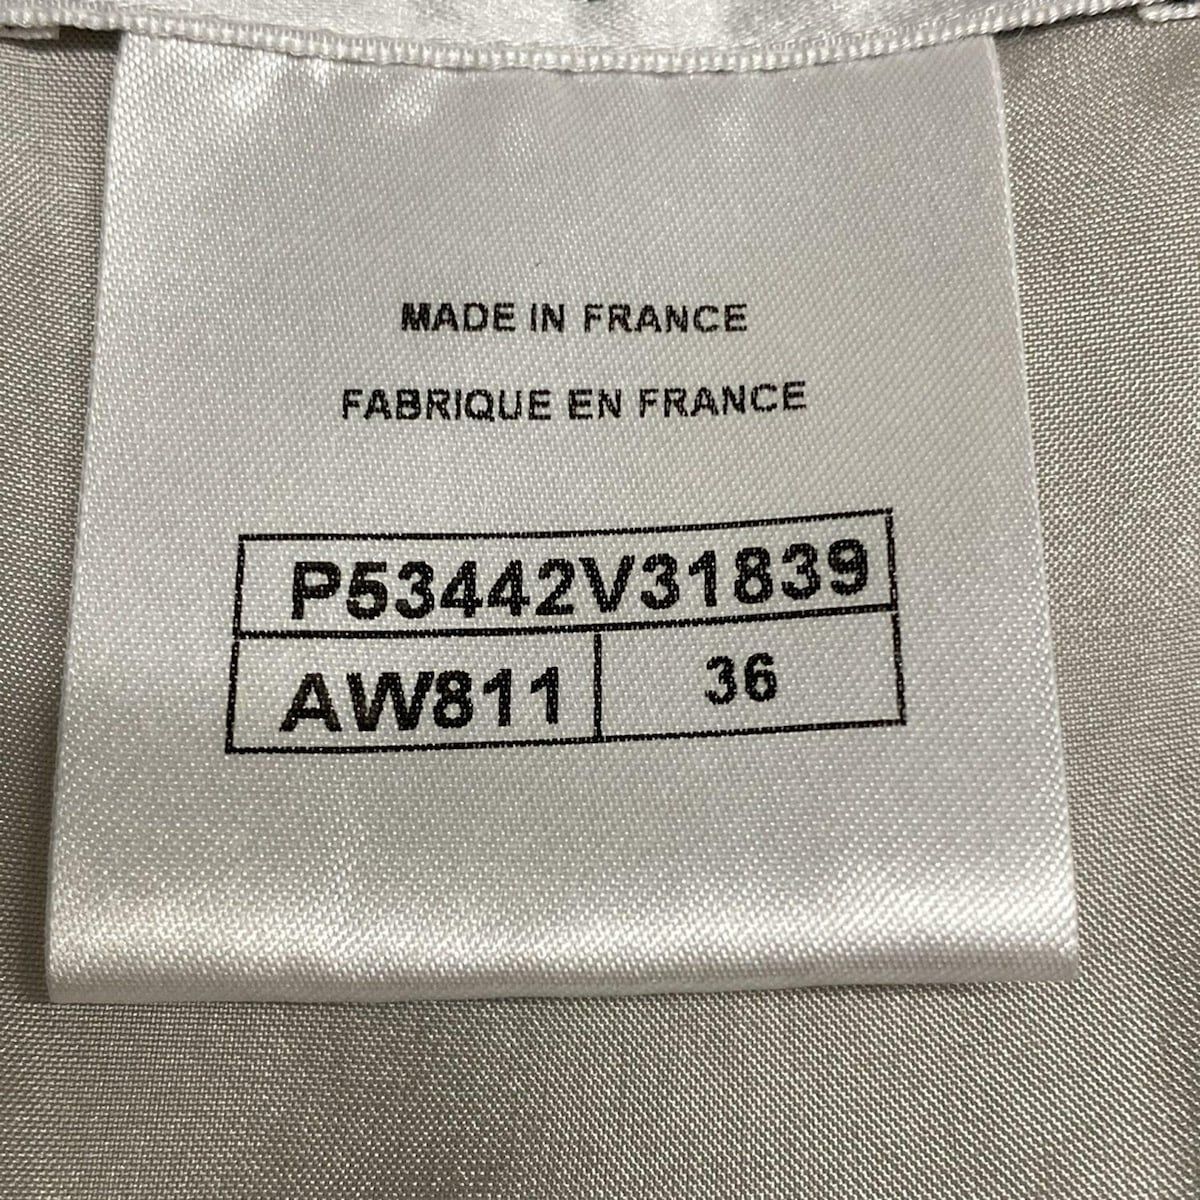 MADE IN FRANCE
FABRIQUE EN FRANCE
P53442V31839
AW811 36